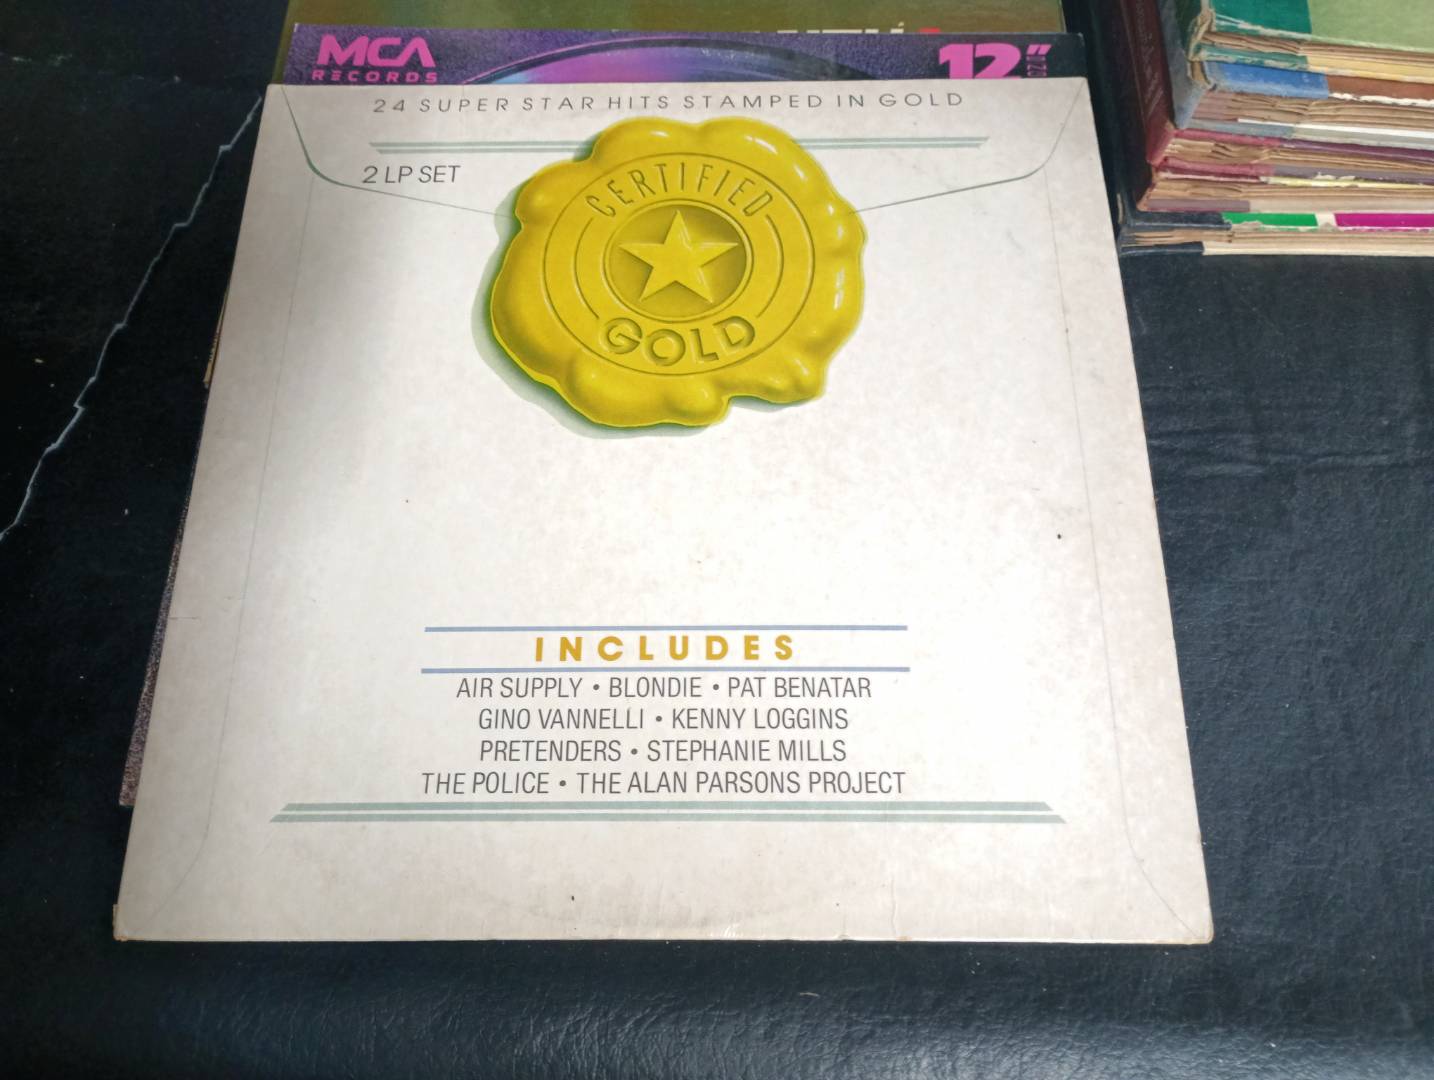 MCA
RECORDS
12"
24 SUPER STAR HITS STAMPED IN GOLD
2 LP SET
CERTIFIED
GOLD
INCLUDES
AIR SUPPLY • BLONDIE • PAT BENATAR
GINO VANNELLI • KENNY LOGGINS
PRETENDERS • STEPHANIE MILLS
THE POLICE • THE ALAN PARSONS PROJECT